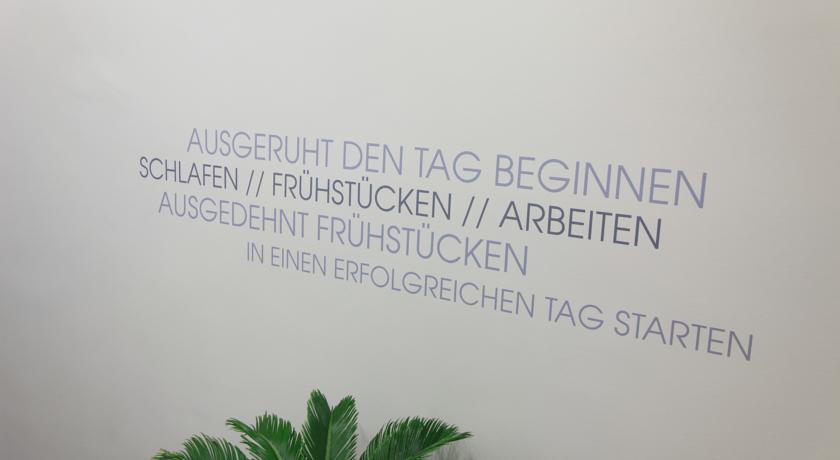 AUSGERUHT DEN TAG BEGINNEN
SCHLAFEN // FRÜHSTÜCKEN // ARBEITEN
AUSGEDEHNT FRÜHSTÜCKEN
IN EINEN ERFOLGREICHEN TAG STARTEN